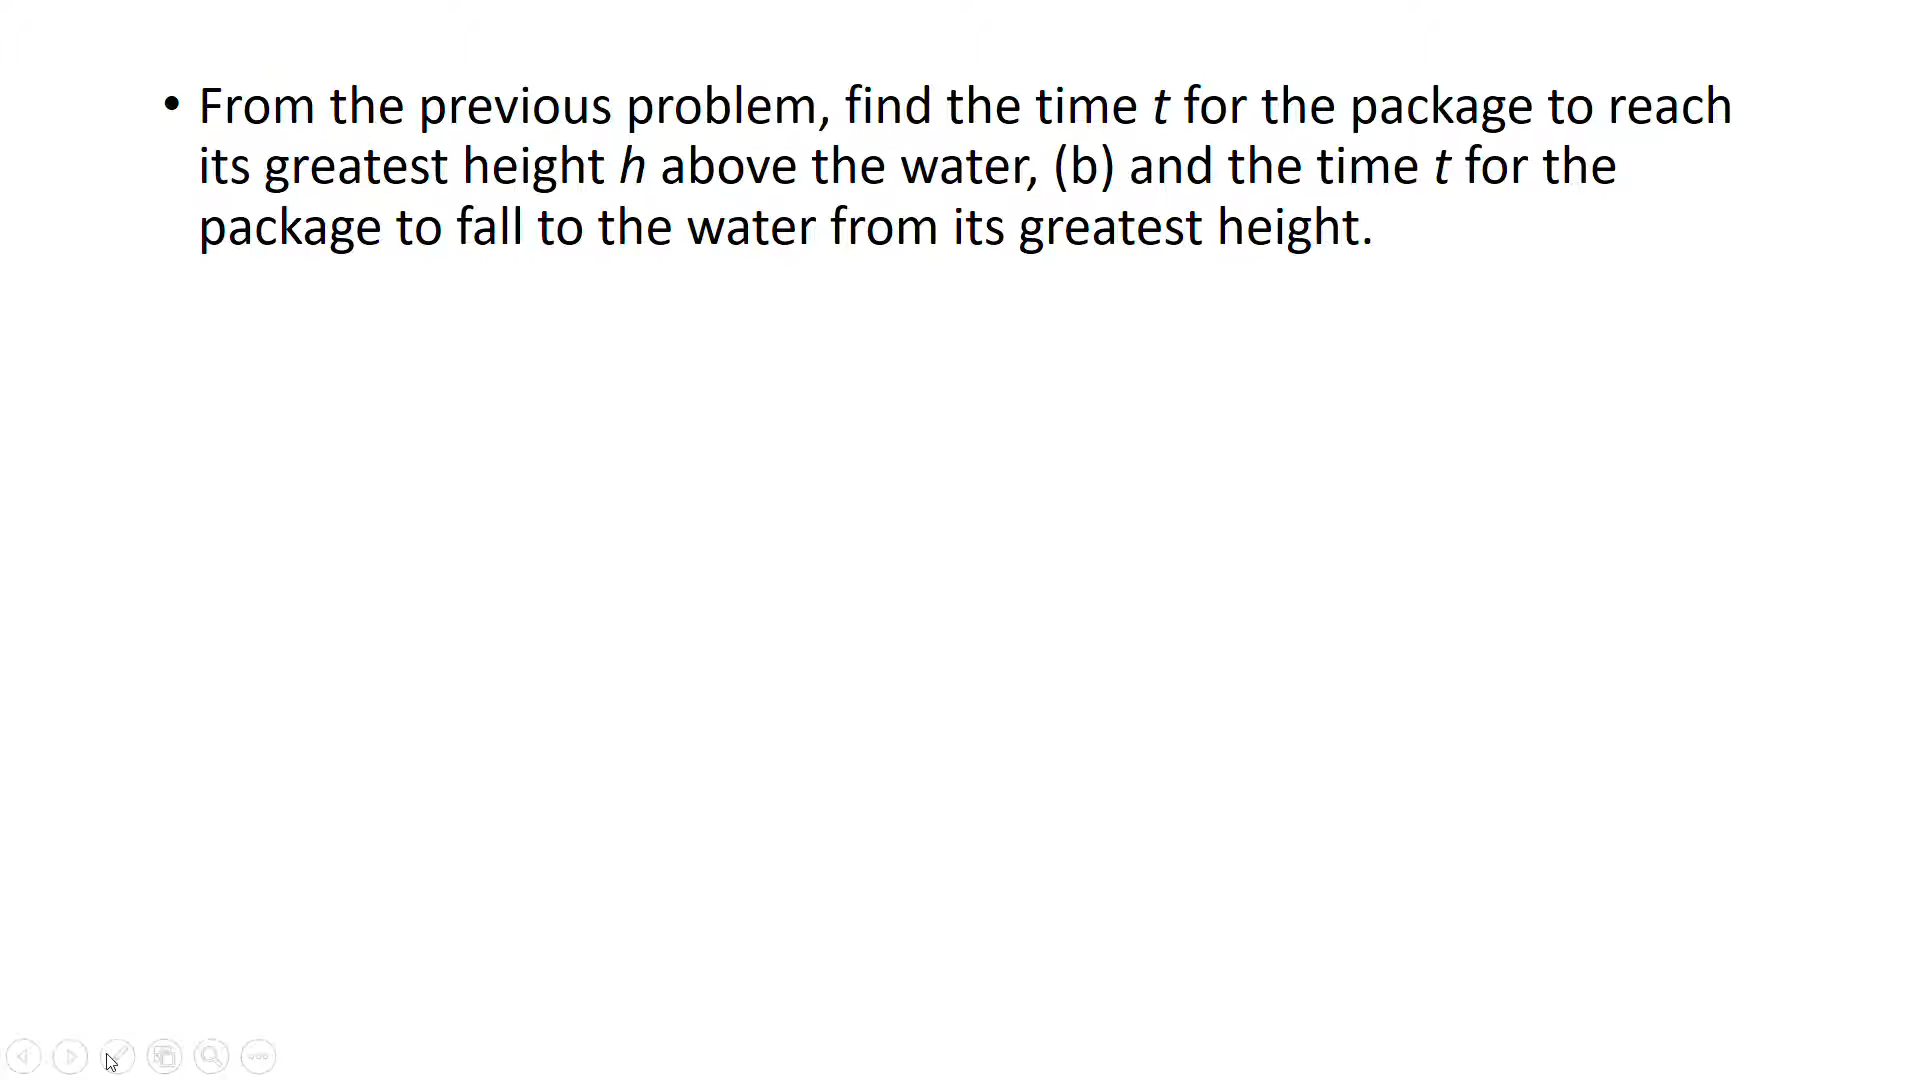 • From the previous problem, find the time t for the package to reach
its greatest height h above the water, (b) and the time t for the
package to fall to the water from its greatest height.